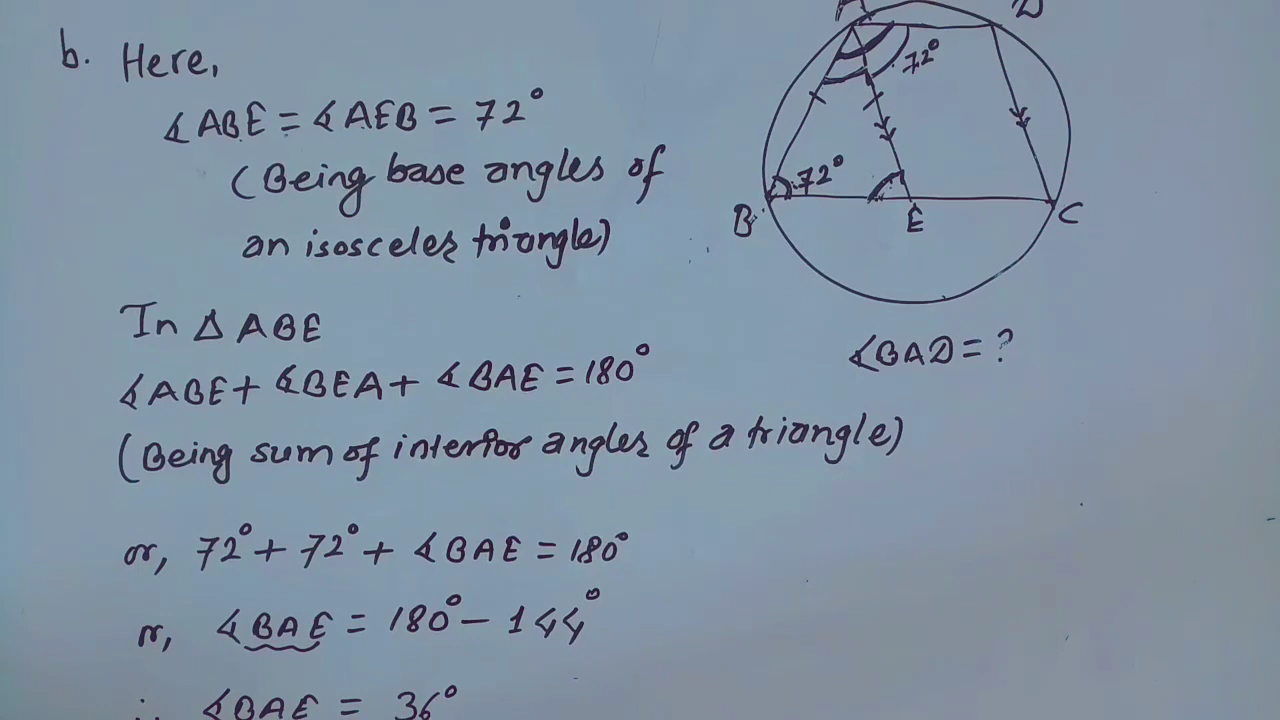 b. Here,
∡ABE = ∡AEB = 72°
(Being base angles of
an isosceles triangle)
In △ ABE
∡ABE + ∡BEA + ∡BAE = 180°
(Being sum of interior angles of a triangle)
or, 72° + 72° + ∡BAE = 180°
or, ∡BAE = 180° − 144°
∴ ∡BAE = 36°
A D
72°
72°
B E C
∡BAD = ?